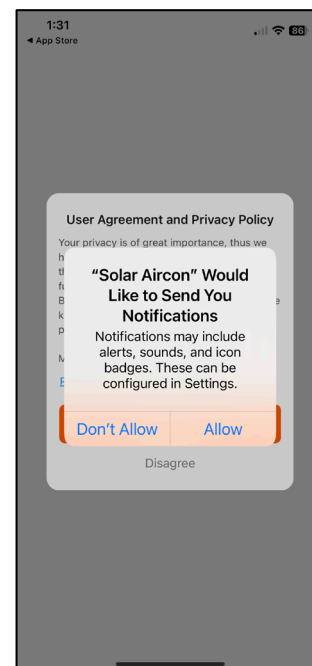 1:31
86
◀ App Store
User Agreement and Privacy Policy
Your privacy is of great importance, thus we
"Solar Aircon" Would
Like to Send You
Notifications
Notifications may include
alerts, sounds, and icon
badges. These can be
configured in Settings.
Don't Allow
Allow
Disagree